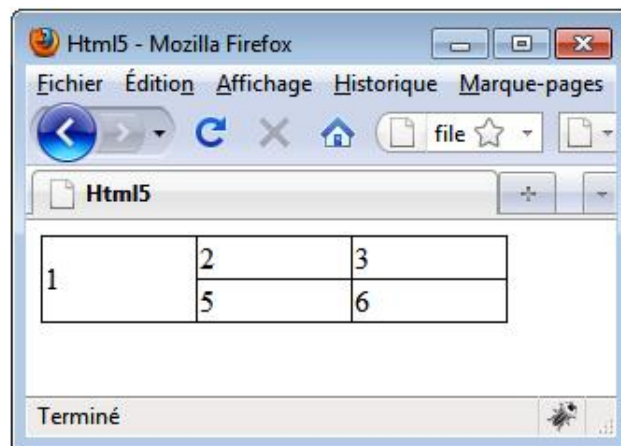 Html5 - Mozilla Firefox
Fichier Édition Affichage Historique Marque-pages
file
Html5
1 2 3
5 6
Terminé